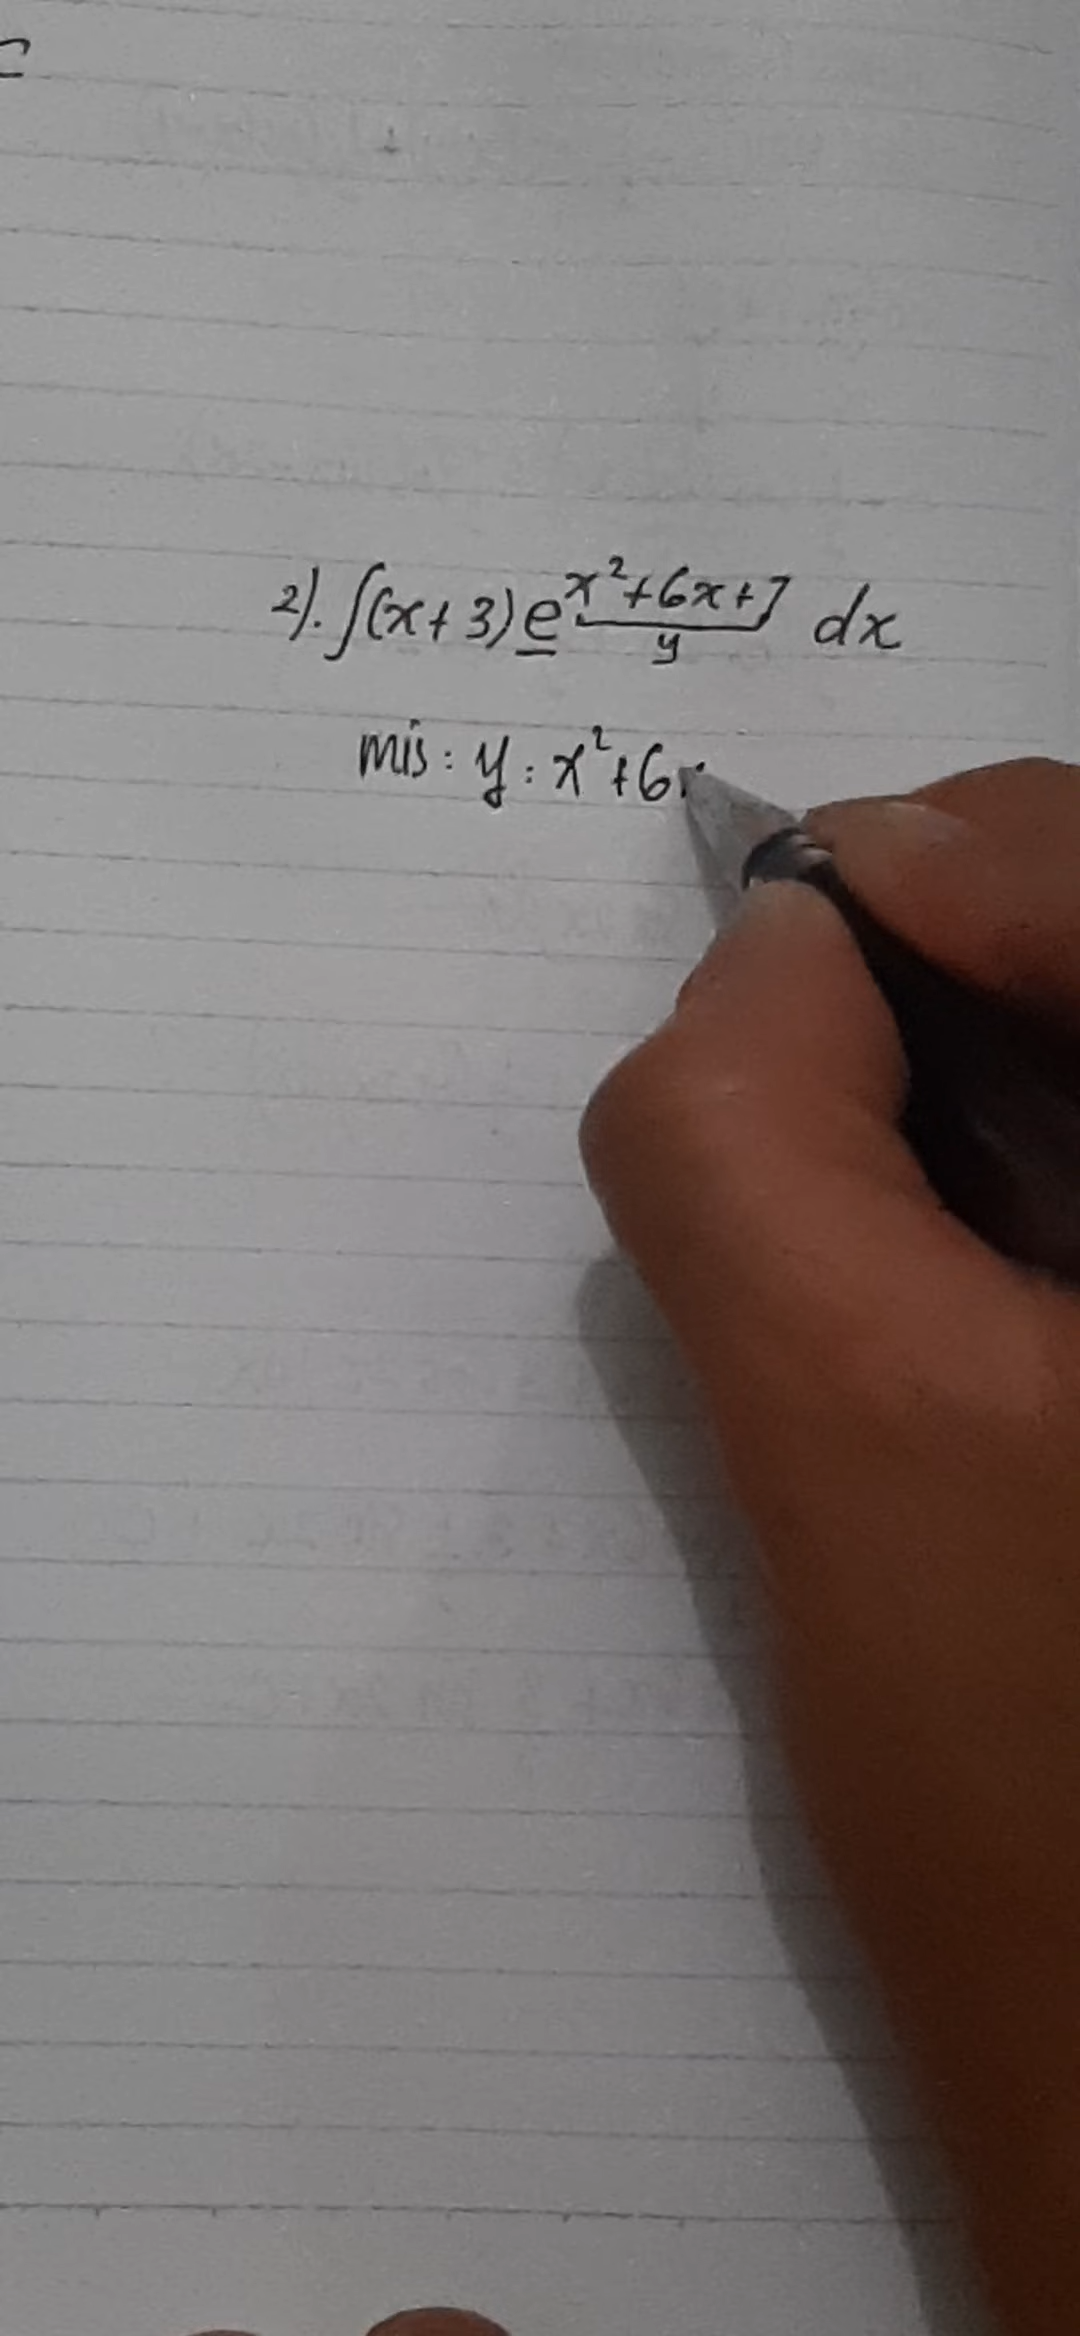 2). ∫(x+3) e^x²+6x+7 dx
y
mis : y : x²+6